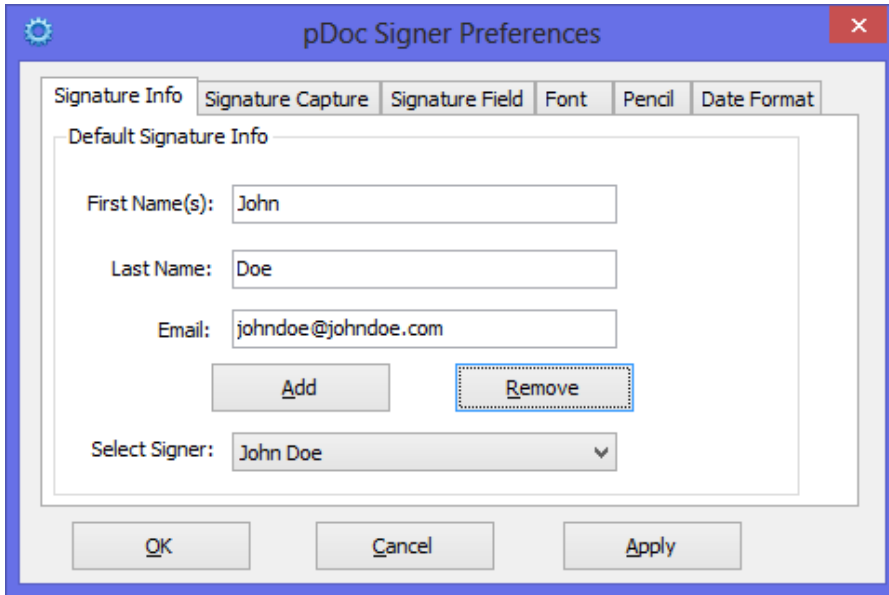 pDoc Signer Preferences
Signature Info Signature Capture Signature Field Font Pencil Date Format
Default Signature Info
First Name(s): John
Last Name: Doe
Email: johndoe@johndoe.com
Add Remove
Select Signer: John Doe
OK Cancel Apply